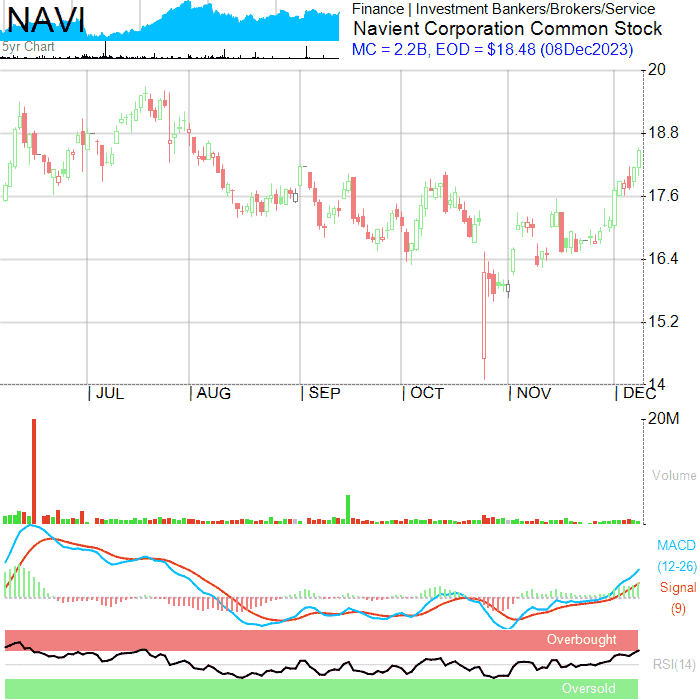 NAVI
5yr Chart
Finance | Investment Bankers/Brokers/Service
Navient Corporation Common Stock
MC = 2.2B, EOD = $18.48 (08Dec2023)
20
18.8
17.6
16.4
15.2
14
| JUL | AUG | SEP | OCT | NOV | DEC
20M
Volume
MACD
(12-26)
Signal
(9)
Overbought
RSI(14)
Oversold